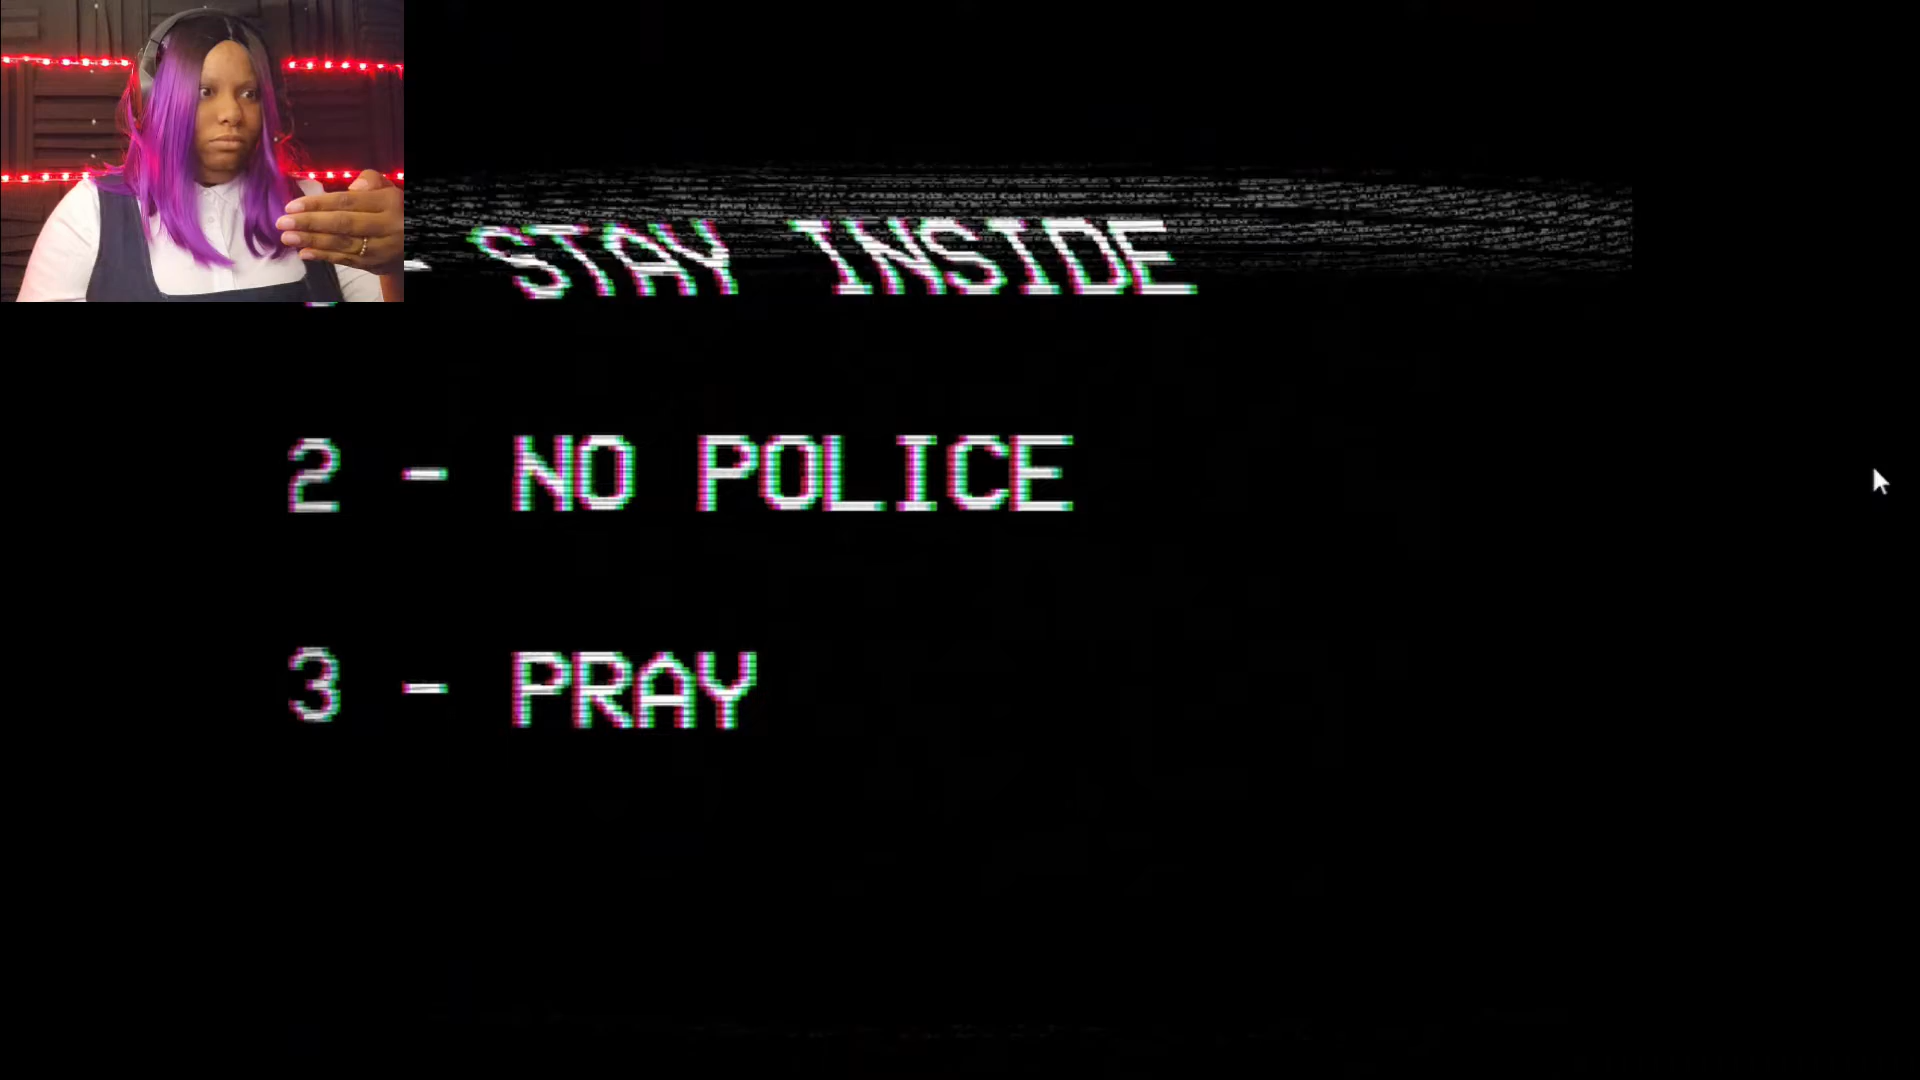 - STAY INSIDE
2 - NO POLICE
3 - PRAY